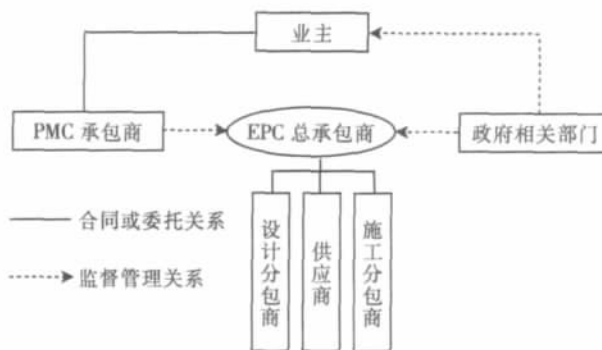 业主
PMC 承包商
EPC 总承包商
政府相关部门
合同或委托关系
监督管理关系
设计分包商
供应商
施工分包商